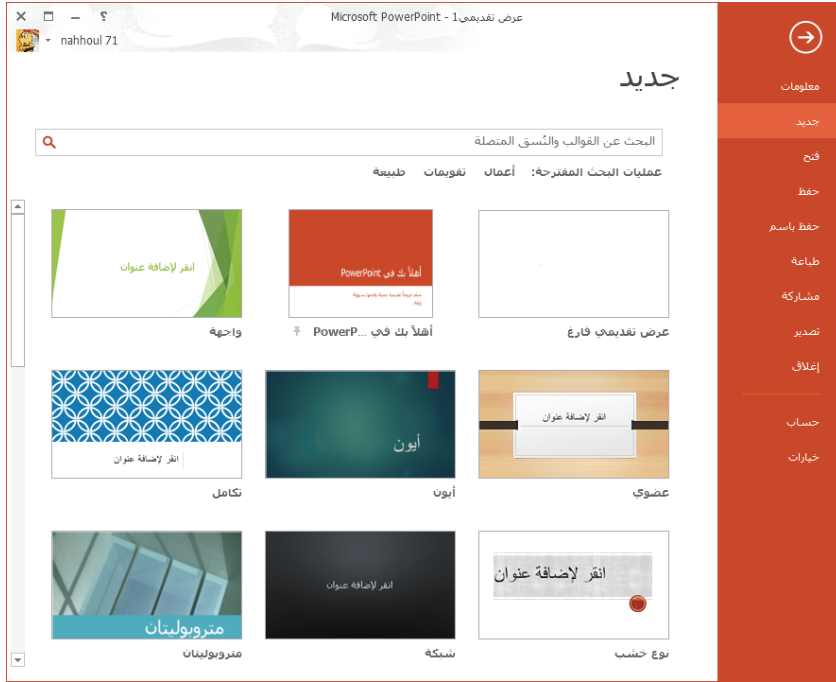 عرض تقديمي1 - Microsoft PowerPoint
؟
nahhoul 71
معلومات
جديد
فتح
حفظ
حفظ باسم
طباعة
مشاركة
تصدير
إغلاق
حساب
خيارات
جديد
البحث عن القوالب والنُسق المتصلة
عمليات البحث المقترحة: أعمال تقويمات طبيعة
أهلاً بك في PowerPoint
انقر لإضافة عنوان
عرض تقديمي فارغ
أهلاً بك في PowerP...
واجهة
انقر لإضافة عنوان
أيون
انقر لإضافة عنوان
عضوي
أيون
تكامل
انقر لإضافة عنوان
انقر لإضافة عنوان
متروبوليتان
نوع خشب
شبكة
متروبوليتان